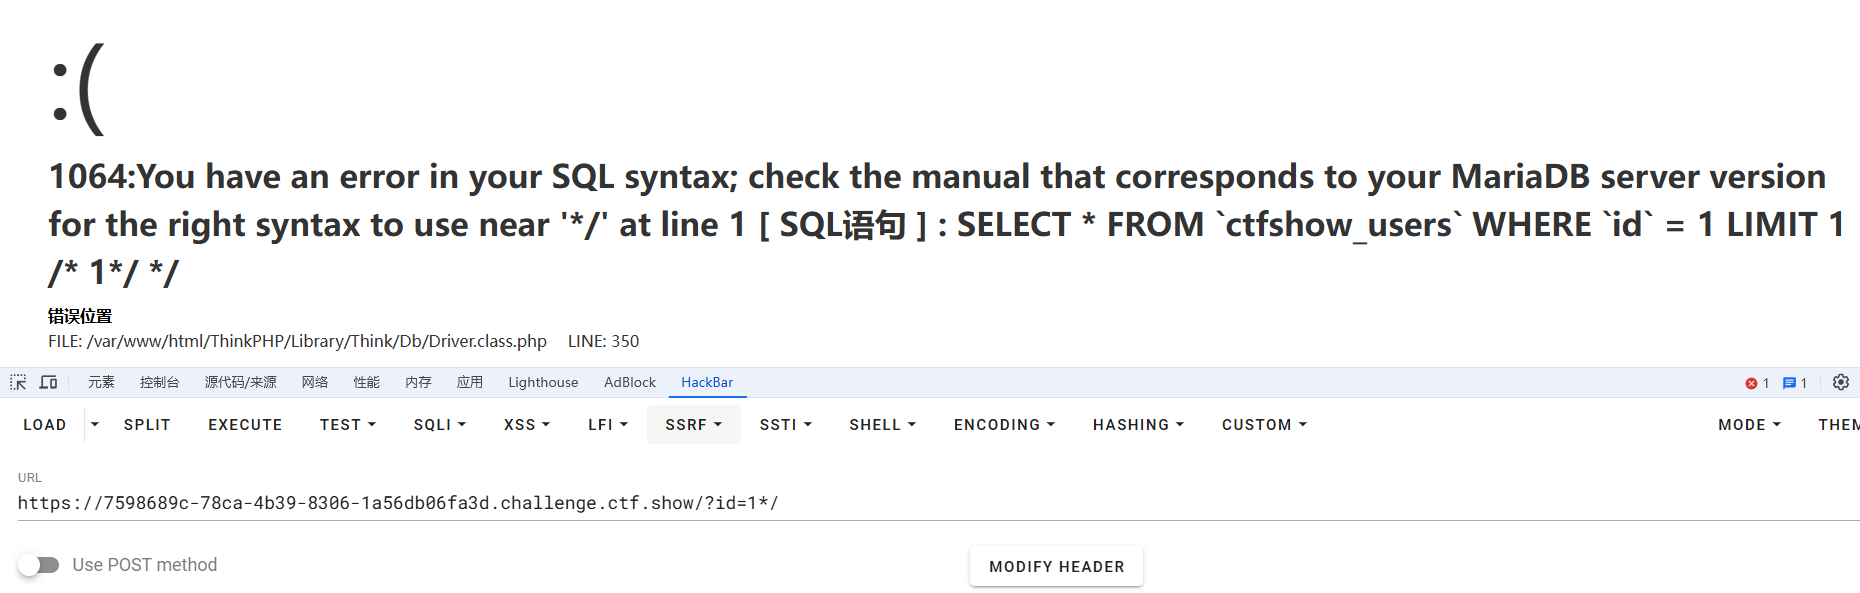 :(
1064:You have an error in your SQL syntax; check the manual that corresponds to your MariaDB server version
for the right syntax to use near '*/' at line 1 [ SQL语句 ] : SELECT * FROM `ctfshow_users` WHERE `id` = 1 LIMIT 1
/* 1*/ */
错误位置
FILE: /var/www/html/ThinkPHP/Library/Think/Db/Driver.class.php LINE: 350
元素 控制台 源代码/来源 网络 性能 内存 应用 Lighthouse AdBlock HackBar 1 1
LOAD SPLIT EXECUTE TEST SQLI XSS LFI SSRF SSTI SHELL ENCODING HASHING CUSTOM MODE THEM
URL
https://7598689c-78ca-4b39-8306-1a56db06fa3d.challenge.ctf.show/?id=1*/
Use POST method MODIFY HEADER